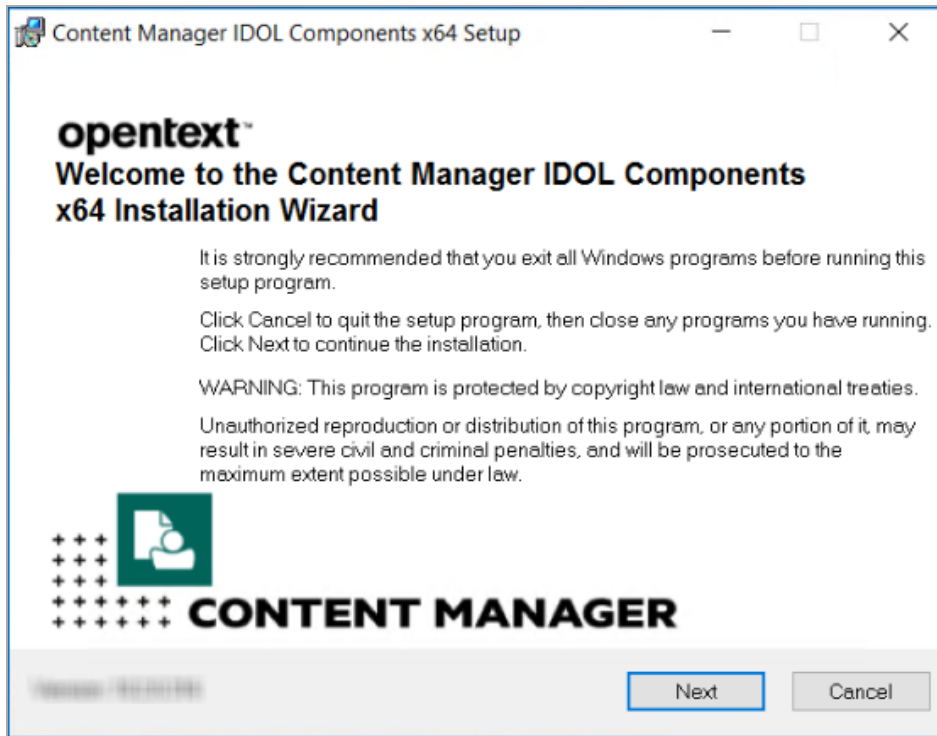 Content Manager IDOL Components x64 Setup
opentext™
Welcome to the Content Manager IDOL Components
x64 Installation Wizard
It is strongly recommended that you exit all Windows programs before running this
setup program.
Click Cancel to quit the setup program, then close any programs you have running.
Click Next to continue the installation.
WARNING: This program is protected by copyright law and international treaties.
Unauthorized reproduction or distribution of this program, or any portion of it, may
result in severe civil and criminal penalties, and will be prosecuted to the
maximum extent possible under law.
CONTENT MANAGER
Next
Cancel